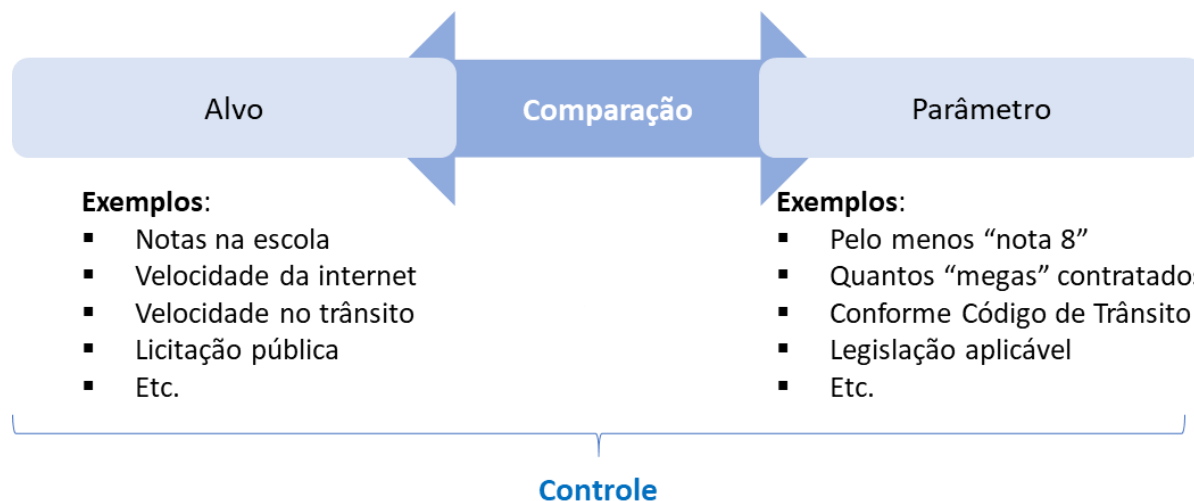 Alvo
Comparação
Parâmetro
Exemplos:
▪ Notas na escola
▪ Velocidade da internet
▪ Velocidade no trânsito
▪ Licitação pública
▪ Etc.
Exemplos:
▪ Pelo menos “nota 8”
▪ Quantos “megas” contratados
▪ Conforme Código de Trânsito
▪ Legislação aplicável
▪ Etc.
Controle